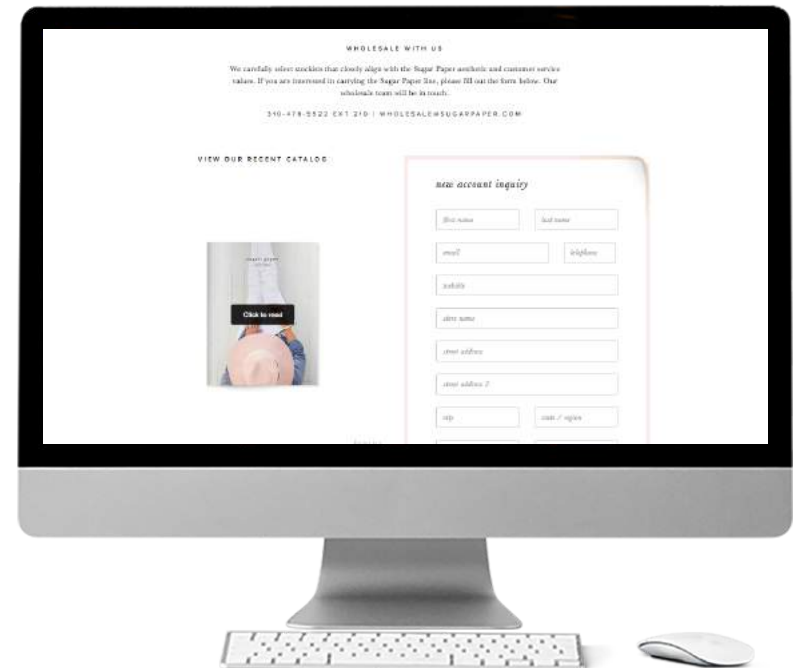 WHOLESALE WITH US
We carefully select stockists that closely align with the Sugar Paper aesthetic and customer service
values. If you are interested in carrying the Sugar Paper line, please fill out the form below. Our
wholesale team will be in touch.
310-479-5522 EXT 210 | WHOLESALE@SUGARPAPER.COM
VIEW OUR RECENT CATALOG
sugar paper
Click to read
new account inquiry
first name
last name
email
telephone
website
store name
street address
street address 2
city
state / region